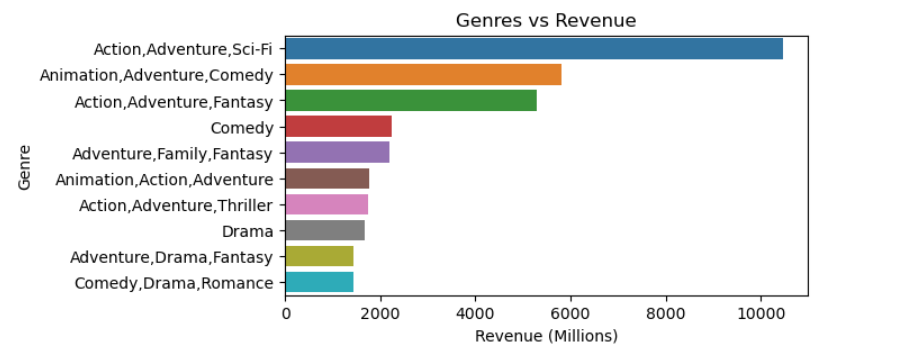 Genres vs Revenue
Genre
Action,Adventure,Sci-Fi
Animation,Adventure,Comedy
Action,Adventure,Fantasy
Comedy
Adventure,Family,Fantasy
Animation,Action,Adventure
Action,Adventure,Thriller
Drama
Adventure,Drama,Fantasy
Comedy,Drama,Romance
0 2000 4000 6000 8000 10000
Revenue (Millions)